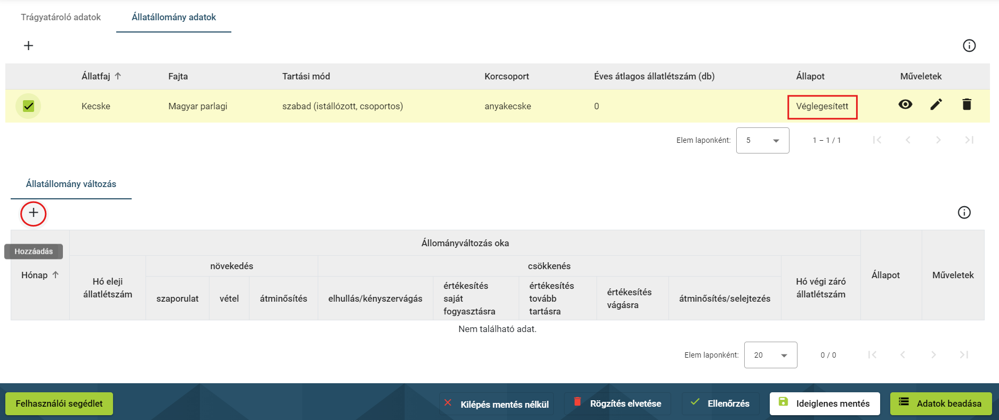 Trágyatároló adatok
Állatállomány adatok
Állatfaj
Fajta
Tartási mód
Korcsoport
Éves átlagos állatlétszám (db)
Állapot
Műveletek
Kecske
Magyar parlagi
szabad (istállózott, csoportos)
anyakecske
0
Véglegesített
Elem laponként:
5
1 – 1 / 1
Állatállomány változás
Hozzáadás
Hónap
Állományváltozás oka
Hó eleji
állatlétszám
növekedés
szaporulat
vétel
átminősítés
csökkenés
elhullás/kényszervágás
értékesítés
saját
fogyasztásra
értékesítés
tovább
tartásra
értékesítés
vágásra
átminősítés/selejtezés
Hó végi záró
állatlétszám
Állapot
Műveletek
Nem található adat.
Elem laponként:
20
0 / 0
Felhasználói segédlet
Kilépés mentés nélkül
Rögzítés elvetése
Ellenőrzés
Ideiglenes mentés
Adatok beadása